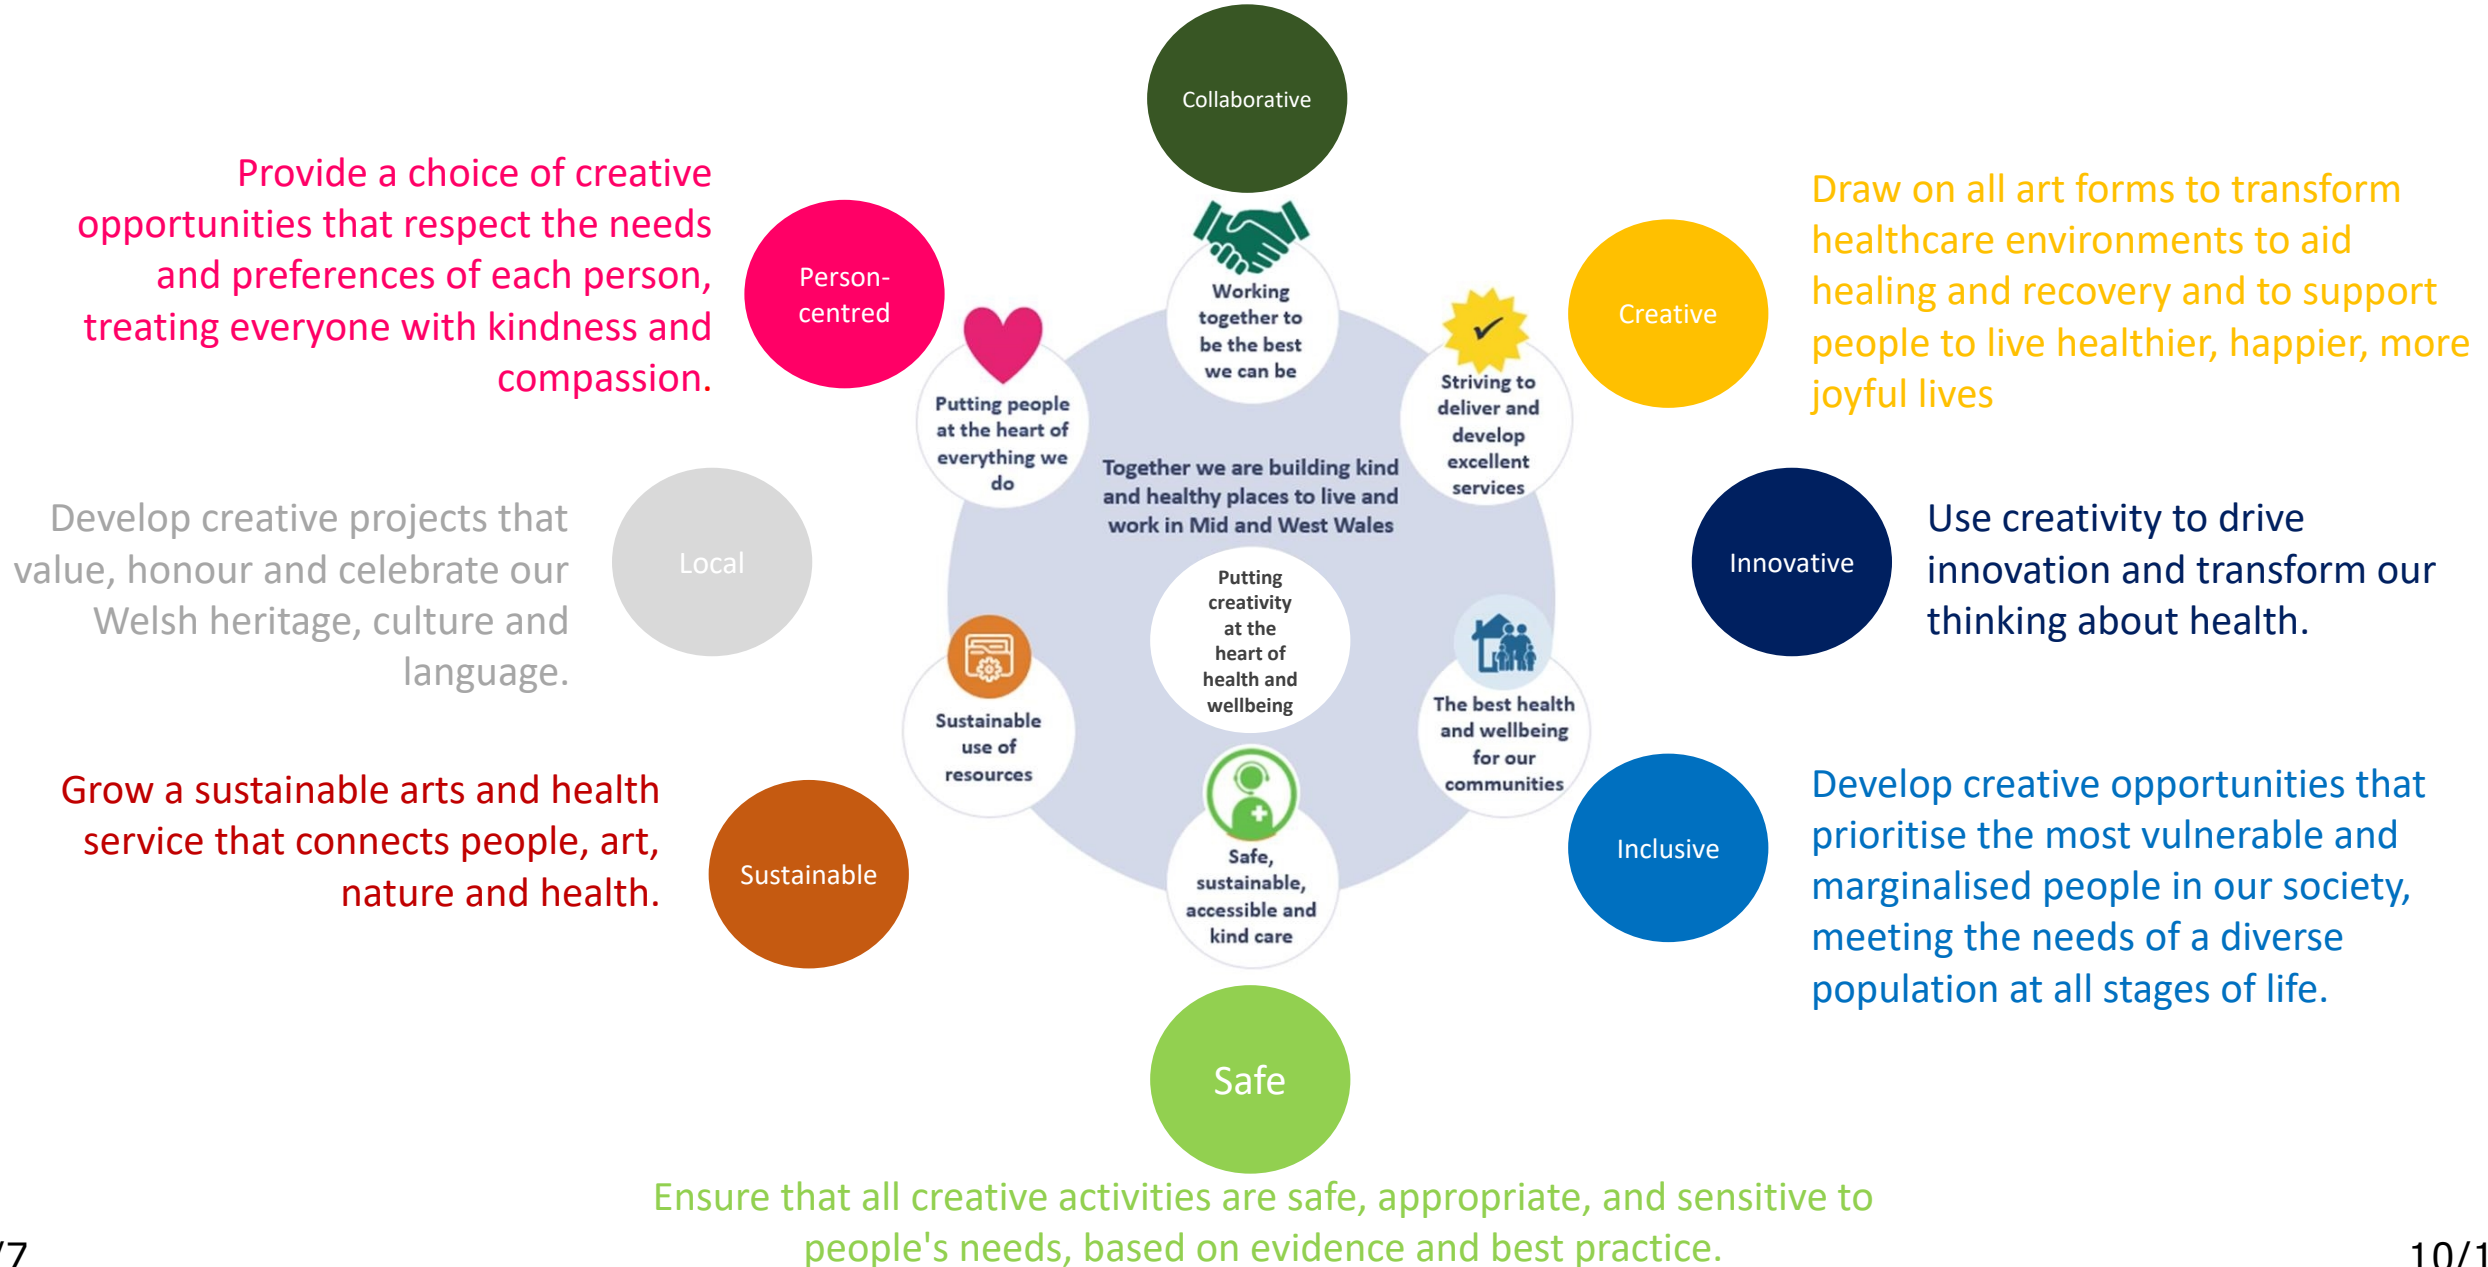 Collaborative
Provide a choice of creative
opportunities that respect the needs
and preferences of each person,
treating everyone with kindness and
compassion.
Person-
centred
Working
together to
be the best
we can be
Creative
Draw on all art forms to transform
healthcare environments to aid
healing and recovery and to support
people to live healthier, happier, more
joyful lives
Putting people
at the heart of
everything we
do
Striving to
deliver and
develop
excellent
services
Together we are building kind
and healthy places to live and
work in Mid and West Wales
Develop creative projects that
value, honour and celebrate our
Welsh heritage, culture and
language.
Local
Putting
creativity
at the
heart of
health and
wellbeing
Innovative
Use creativity to drive
innovation and transform our
thinking about health.
Sustainable
use of
resources
The best health
and wellbeing
for our
communities
Grow a sustainable arts and health
service that connects people, art,
nature and health.
Sustainable
Safe,
sustainable,
accessible and
kind care
Inclusive
Develop creative opportunities that
prioritise the most vulnerable and
marginalised people in our society,
meeting the needs of a diverse
population at all stages of life.
Safe
Ensure that all creative activities are safe, appropriate, and sensitive to
people's needs, based on evidence and best practice.
/7
10/1